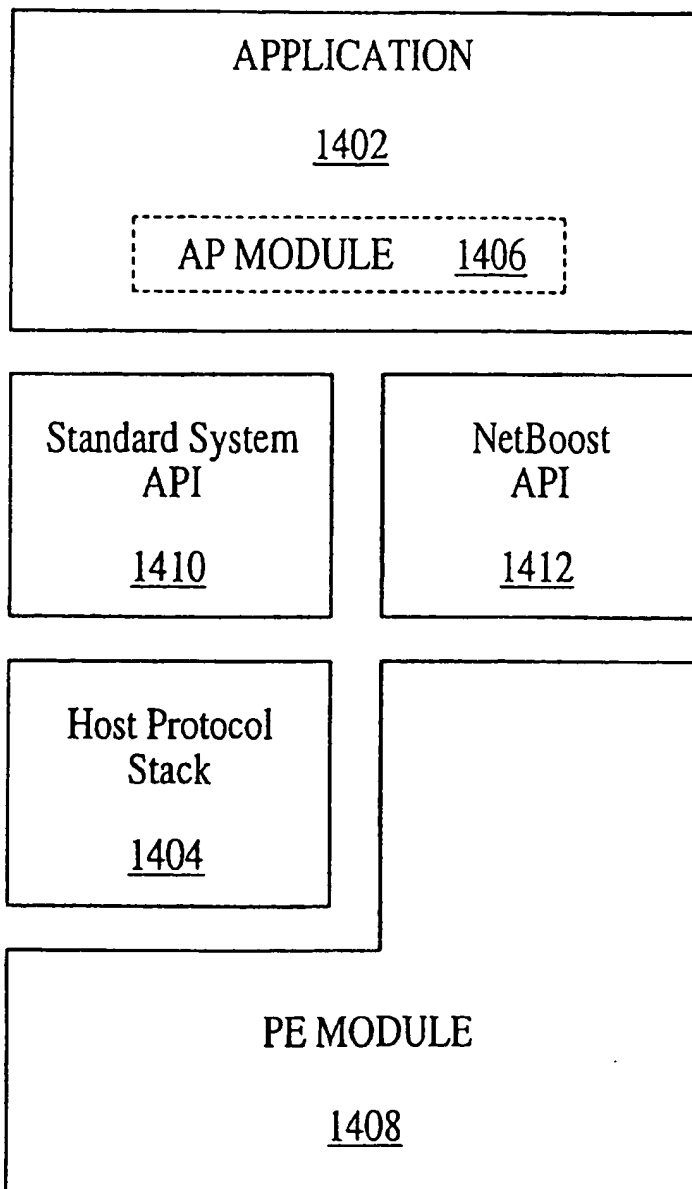 APPLICATION
1402
AP MODULE 1406
Standard System
API
1410
NetBoost
API
1412
Host Protocol
Stack
1404
PE MODULE
1408